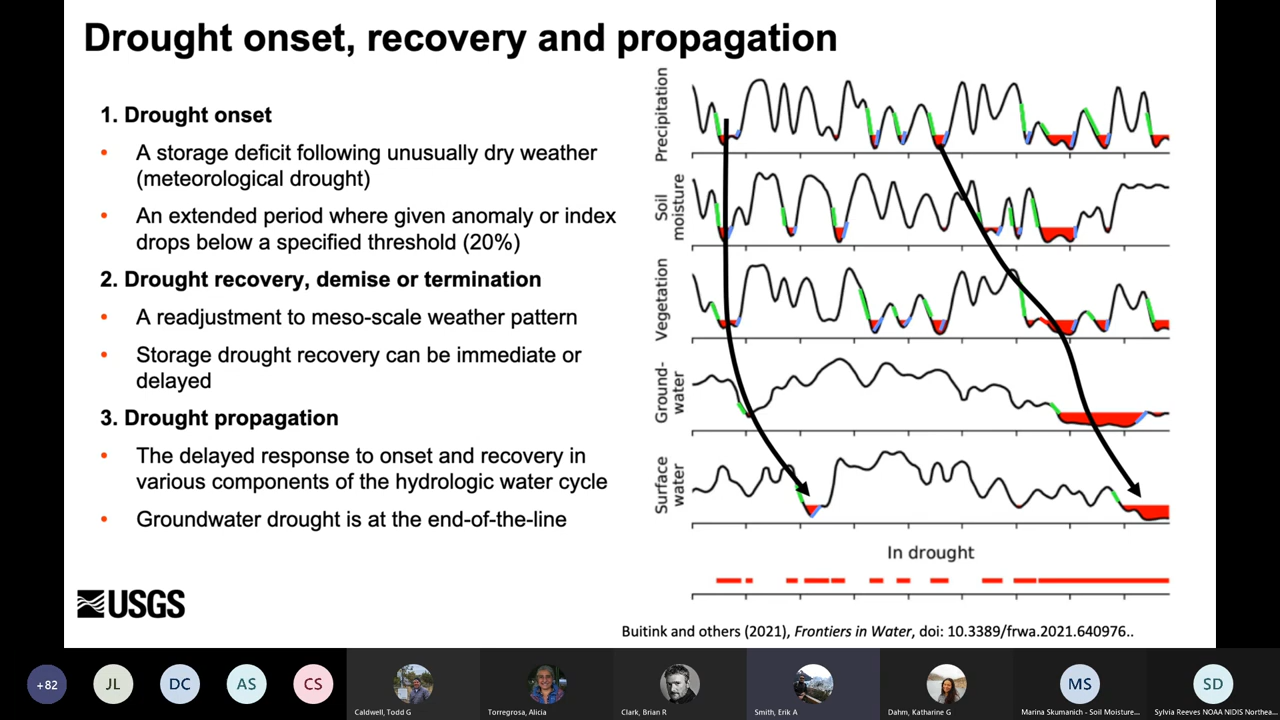 Drought onset, recovery and propagation
1. Drought onset
• A storage deficit following unusually dry weather
(meteorological drought)
• An extended period where given anomaly or index
drops below a specified threshold (20%)
2. Drought recovery, demise or termination
• A readjustment to meso-scale weather pattern
• Storage drought recovery can be immediate or
delayed
3. Drought propagation
• The delayed response to onset and recovery in
various components of the hydrologic water cycle
• Groundwater drought is at the end-of-the-line
USGS
Precipitation
Soil
moisture
Vegetation
Ground-
water
Surface
water
In drought
Buitink and others (2021), Frontiers in Water, doi: 10.3389/frwa.2021.640976..
+82
JL
DC
AS
CS
Caldwell, Todd G
Torregrosa, Alicia
Clark, Brian R
Smith, Erik A
Dahm, Katharine G
MS
Marina Skumanich - Soil Moisture...
SD
Sylvia Reeves NOAA NIDIS Northea...